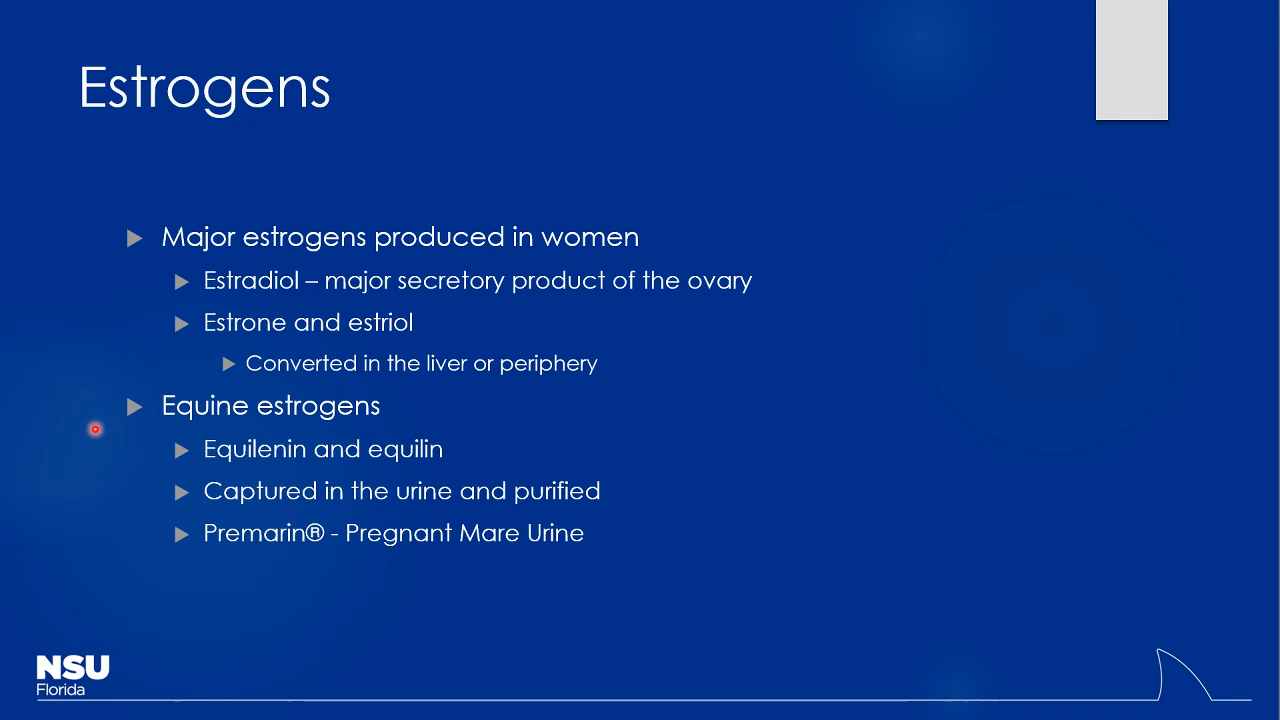 Estrogens
Major estrogens produced in women
Estradiol – major secretory product of the ovary
Estrone and estriol
Converted in the liver or periphery
Equine estrogens
Equilenin and equilin
Captured in the urine and purified
Premarin® - Pregnant Mare Urine
NSU
Florida